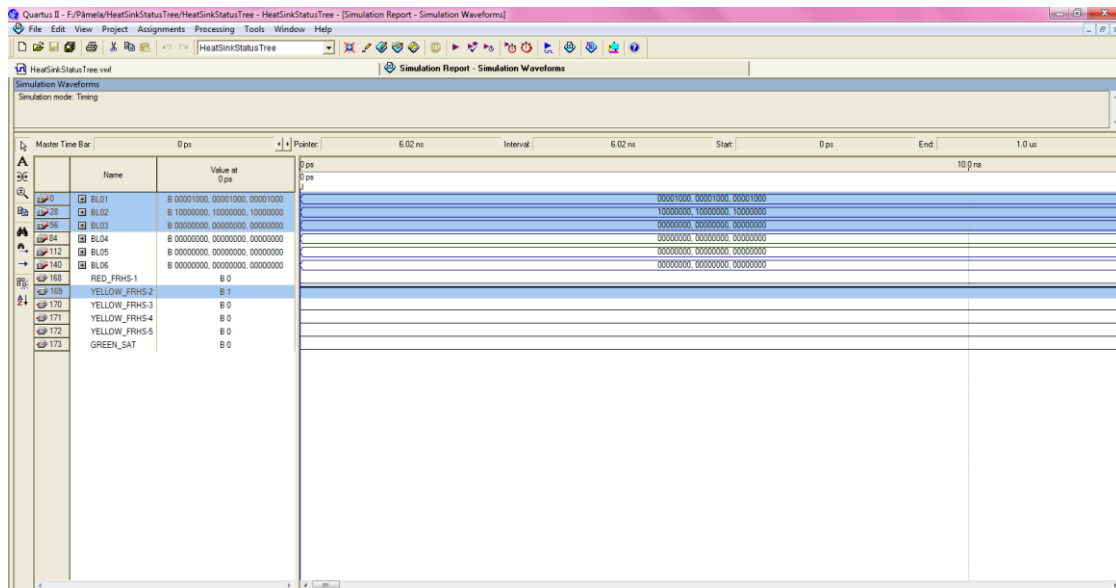 Quartus II - F:/Pâmela/HeatSinkStatusTree/HeatSinkStatusTree - HeatSinkStatusTree - [Simulation Report - Simulation Waveforms]
File Edit View Project Assignments Processing Tools Window Help
HeatSinkStatusTree
HeatSinkStatusTree.vwf Simulation Report - Simulation Waveforms
Simulation Waveforms
Simulation mode: Timing
Master Time Bar: 0 ps Pointer: 6.02 ns Interval: 6.02 ns Start: 0 ps End: 1.0 us
Name Value at 0 ps 0 ps 10.0 ns
0 ps
0 BL01 B 00001000, 00001000, 00001000 00001000, 00001000, 00001000
28 BL02 B 10000000, 10000000, 10000000 10000000, 10000000, 10000000
56 BL03 B 00000000, 00000000, 00000000 00000000, 00000000, 00000000
84 BL04 B 00000000, 00000000, 00000000 00000000, 00000000, 00000000
112 BL05 B 00000000, 00000000, 00000000 00000000, 00000000, 00000000
140 BL06 B 00000000, 00000000, 00000000 00000000, 00000000, 00000000
168 RED_FRHS-1 B 0
169 YELLOW_FRHS-2 B 1
170 YELLOW_FRHS-3 B 0
171 YELLOW_FRHS-4 B 0
172 YELLOW_FRHS-5 B 0
173 GREEN_SAT B 0